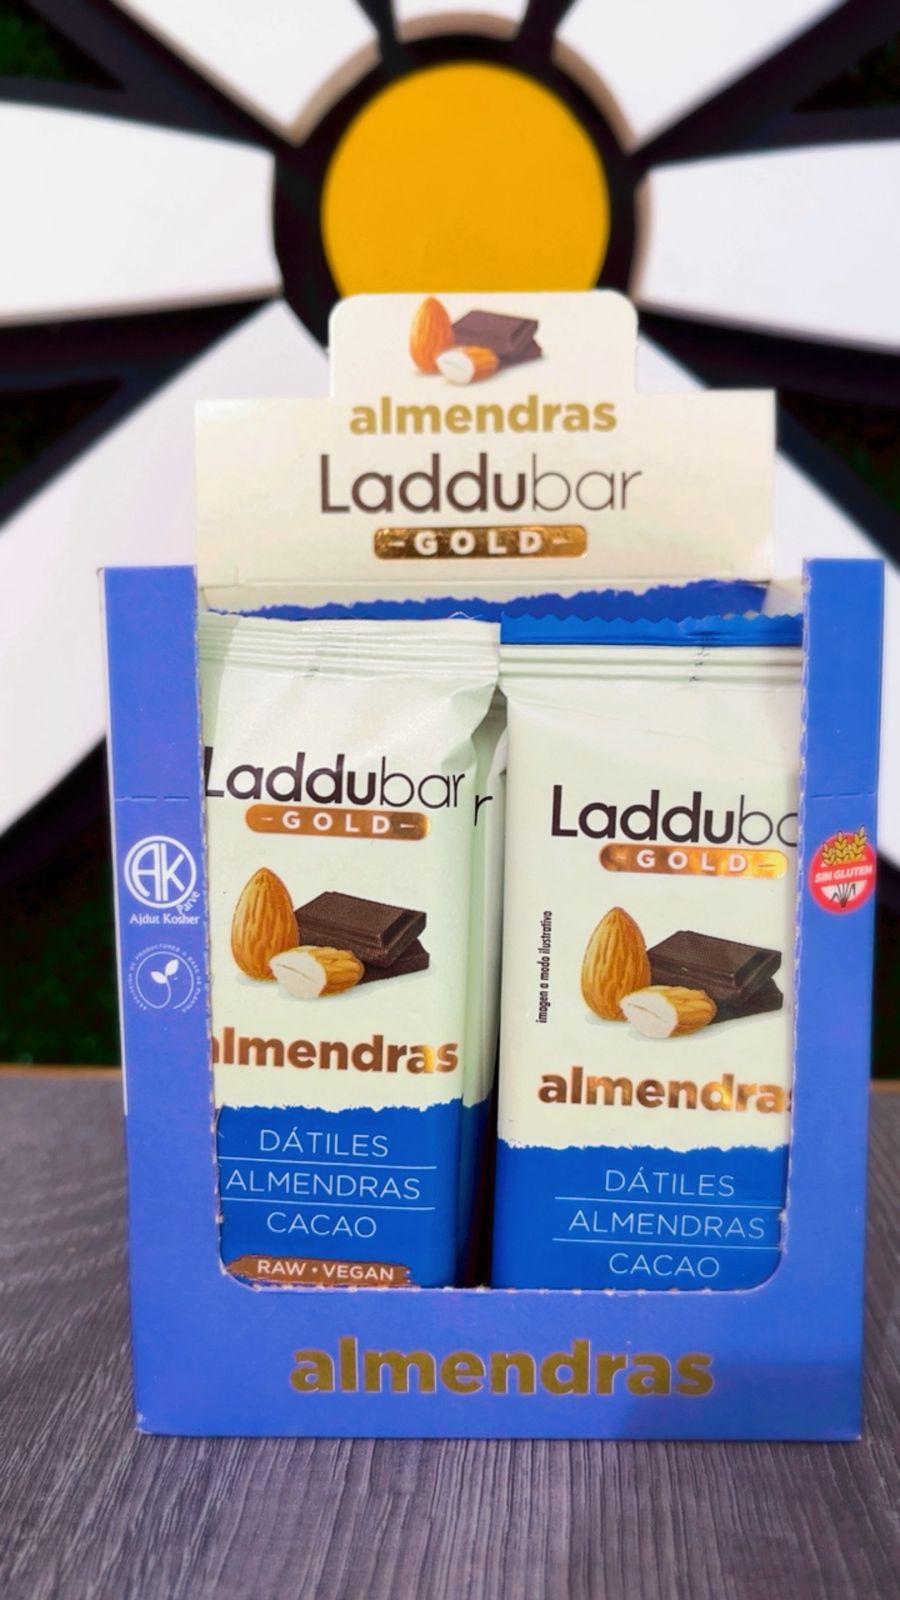 almendras
Laddubar
GOLD
Laddubar
GOLD
almendras
DÁTILES
ALMENDRAS
CACAO
RAW • VEGAN
r
Laddubar
GOLD
imagen a modo ilustrativo
almendras
DÁTILES
ALMENDRAS
CACAO
AK
Parve
Ajdut Kosher
SIN GLUTEN
almendras